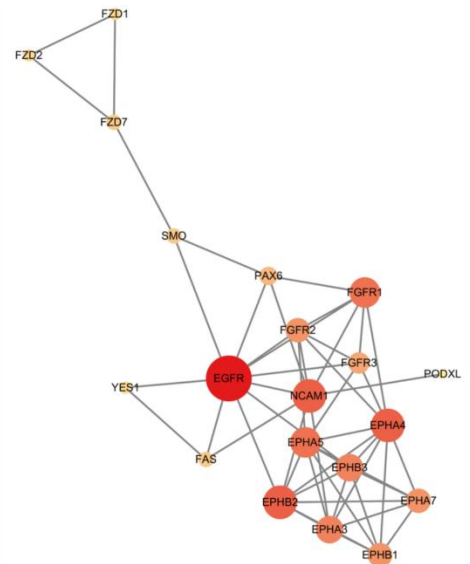 FZD1
FZD2
FZD7
SMO
PAX6
FGFR1
FGFR2
FGFR3
EGFR
PODXL
YES1
NCAM1
EPHA4
EPHA5
FAS
EPHB3
EPHB2
EPHA7
EPHA3
EPHB1